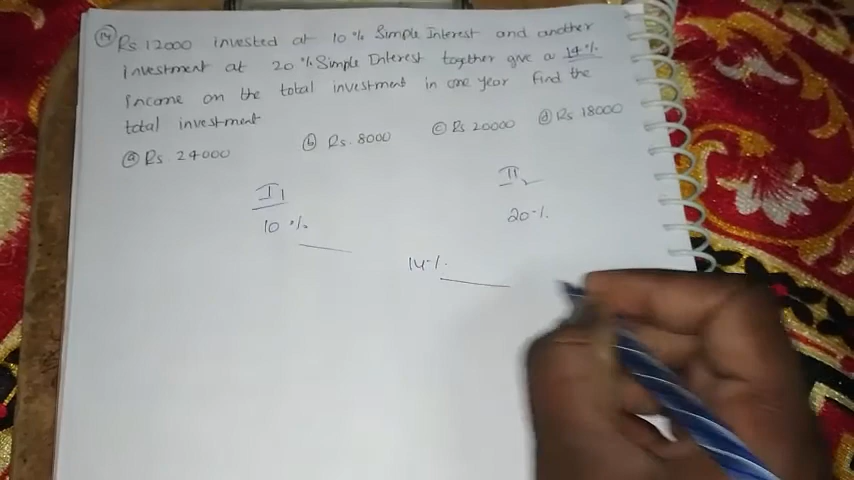 14 Rs. 12000 invested at 10% Simple Interest and another
investment at 20% Simple Interest together give a 14%
Income on the total investment in one year Find the
total investment
a Rs. 24000 b Rs. 8000 c Rs 20000 d Rs 18000
I1 I2
10% 20%
14%